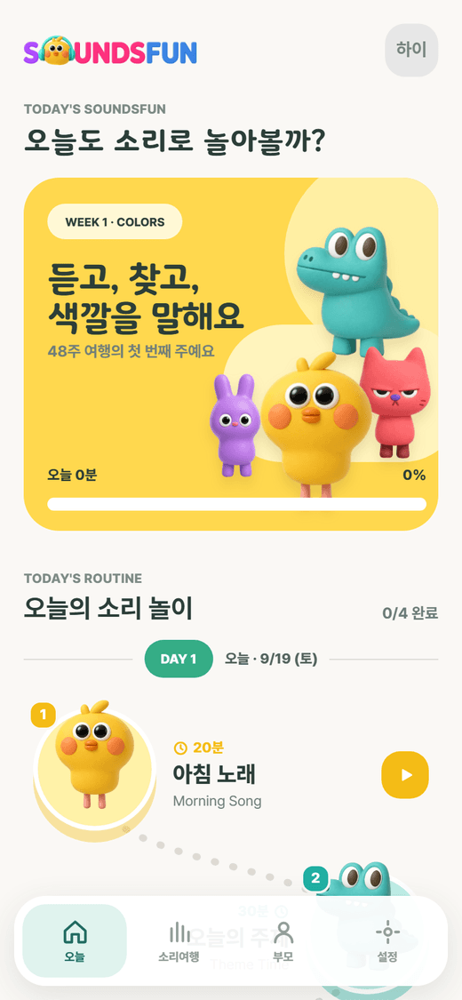 SOUNDSFUN
하이
TODAY'S SOUNDSFUN
오늘도 소리로 놀아볼까?
WEEK 1 · COLORS
듣고, 찾고,
색깔을 말해요
48주 여행의 첫 번째 주예요
오늘 0분
0%
TODAY'S ROUTINE
오늘의 소리 놀이
0/4 완료
DAY 1
오늘 · 9/19 (토)
1
20분
아침 노래
Morning Song
2
30분
오늘의 주제
Theme Time
오늘
소리여행
부모
설정